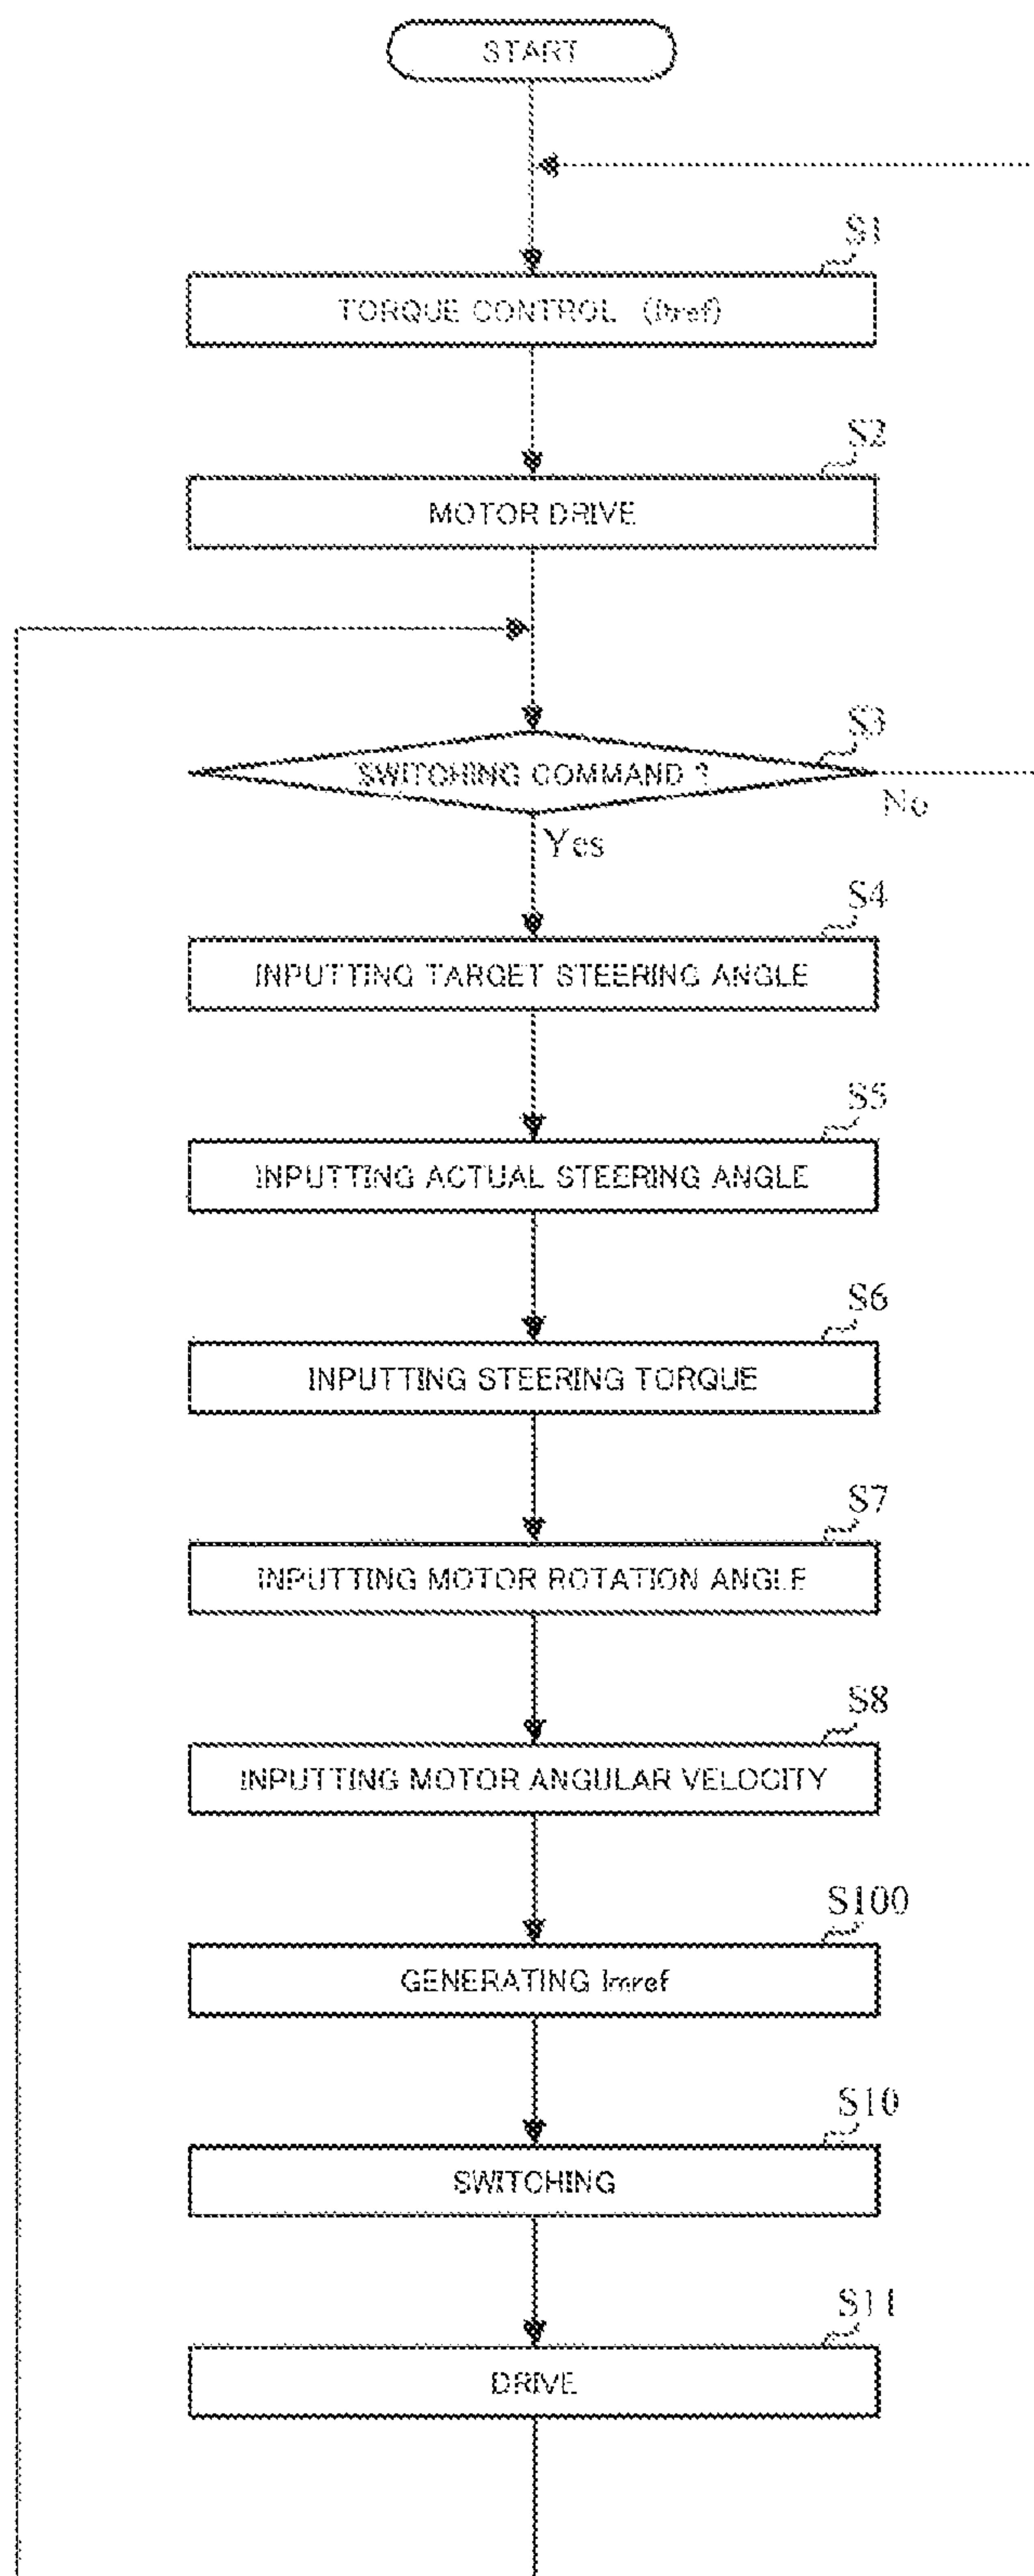 START
S1
TORQUE CONTROL (Itref)
S2
MOTOR DRIVE
S3
SWITCHING COMMAND ?
No
Yes
S4
INPUTTING TARGET STEERING ANGLE
S5
INPUTTING ACTUAL STEERING ANGLE
S6
INPUTTING STEERING TORQUE
S7
INPUTTING MOTOR ROTATION ANGLE
S8
INPUTTING MOTOR ANGULAR VELOCITY
S100
GENERATING Imref
S10
SWITCHING
S11
DRIVE